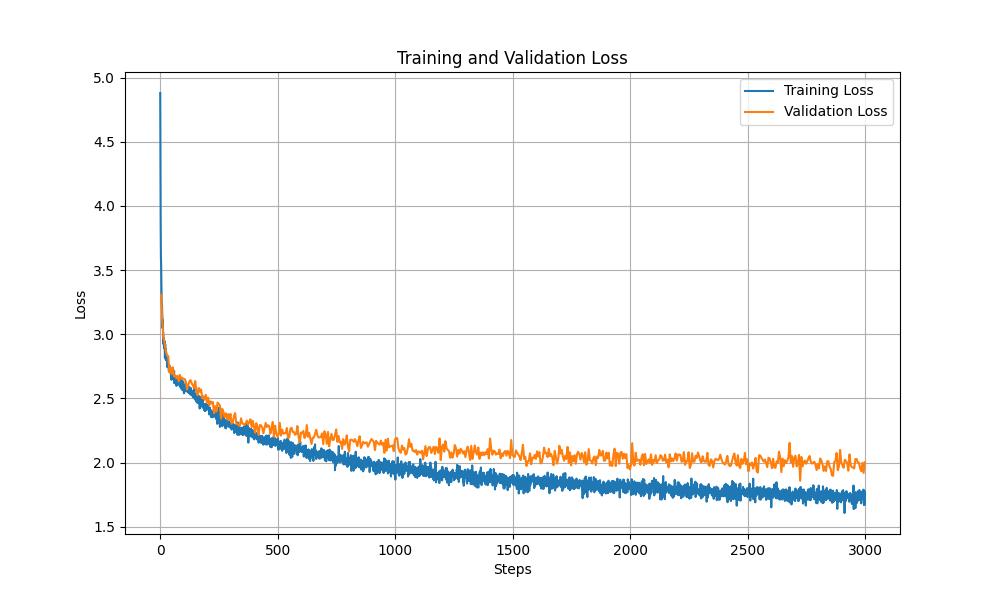 Training and Validation Loss
5.0
4.5
4.0
3.5
3.0
2.5
2.0
1.5
Loss
Training Loss
Validation Loss
0 500 1000 1500 2000 2500 3000
Steps